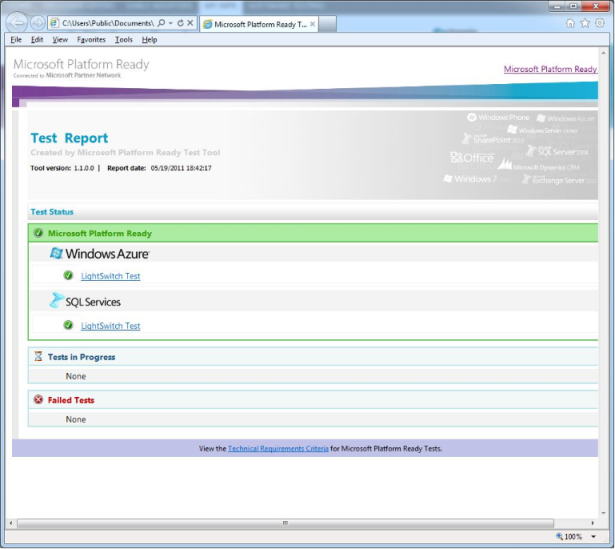 C:\Users\Public\Documents\
Microsoft Platform Ready T...
File Edit View Favorites Tools Help
Microsoft Platform Ready
Connected to Microsoft Partner Network
Microsoft Platform Ready
Windows Phone Windows Azure
Windows Server
SharePoint
SQL Server
Office
Microsoft Dynamics CRM
Windows 7
Exchange Server
Test Report
Created by Microsoft Platform Ready Test Tool
Tool version: 1.1.0.0 | Report date: 05/19/2011 18:42:17
Test Status
Microsoft Platform Ready
Windows Azure
LightSwitch Test
SQL Services
LightSwitch Test
Tests in Progress
None
Failed Tests
None
View the Technical Requirements Criteria for Microsoft Platform Ready Tests.
100%